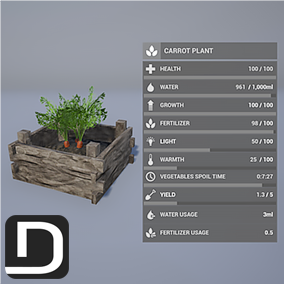 CARROT PLANT
HEALTH 100 / 100
WATER 961 / 1,000ml
GROWTH 100 / 100
FERTILIZER 98 / 100
LIGHT 50 / 100
WARMTH 25 / 100
VEGETABLES SPOIL TIME 0:7:27
YIELD 1.3 / 5
WATER USAGE 3ml
FERTILIZER USAGE 0.5
D